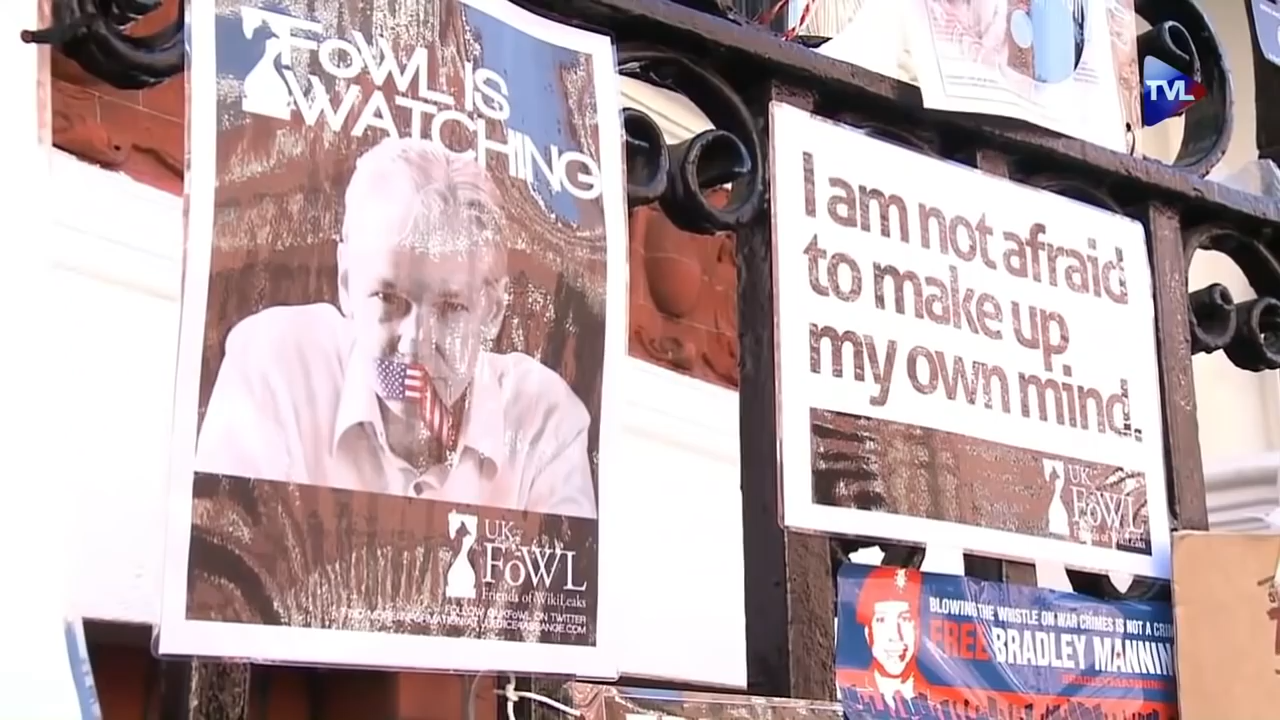 FoWL IS
WATCHING
UK
FoWL
Friends of WikiLeaks
FOLLOW @UKFoWL ON TWITTER
I am not afraid
to make up
my own mind.
UK
FoWL
Friends of WikiLeaks
BLOWING THE WHISTLE ON WAR CRIMES IS NOT A CRIM
FREE BRADLEY MANNIN
TVL